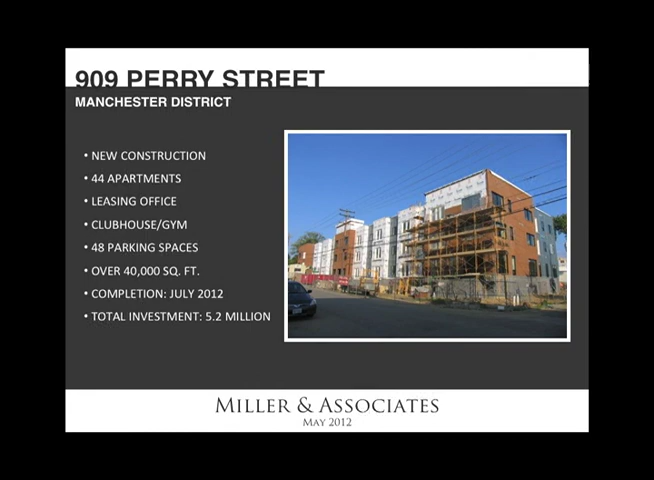 909 PERRY STREET
MANCHESTER DISTRICT
• NEW CONSTRUCTION
• 44 APARTMENTS
• LEASING OFFICE
• CLUBHOUSE/GYM
• 48 PARKING SPACES
• OVER 40,000 SQ. FT.
• COMPLETION: JULY 2012
• TOTAL INVESTMENT: 5.2 MILLION
MILLER & ASSOCIATES
MAY 2012